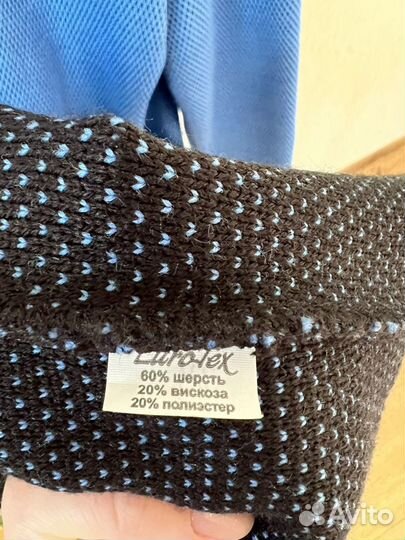 EuroTex
60% шерсть
20% вискоза
20% полиэстер
Avito